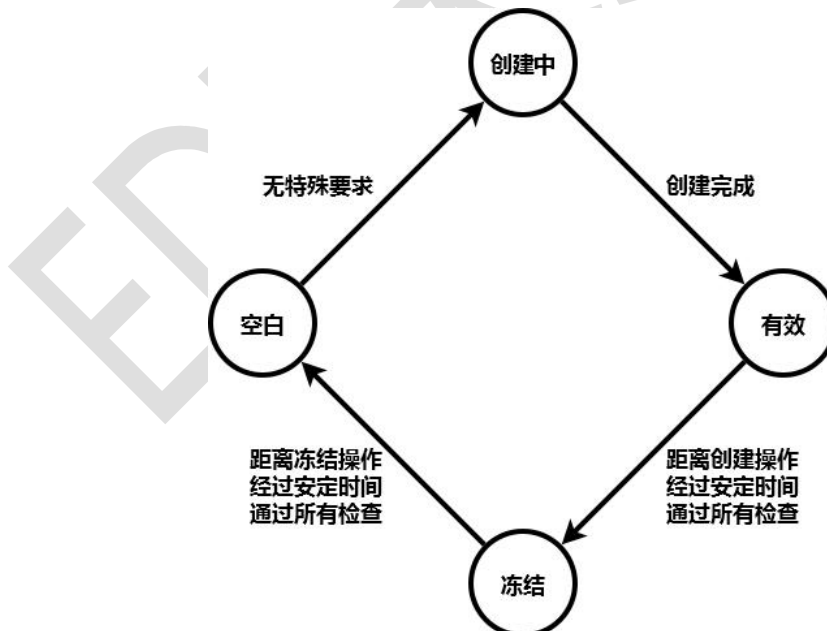 创建中
无特殊要求
创建完成
空白
有效
距离冻结操作
经过安定时间
通过所有检查
距离创建操作
经过安定时间
通过所有检查
冻结